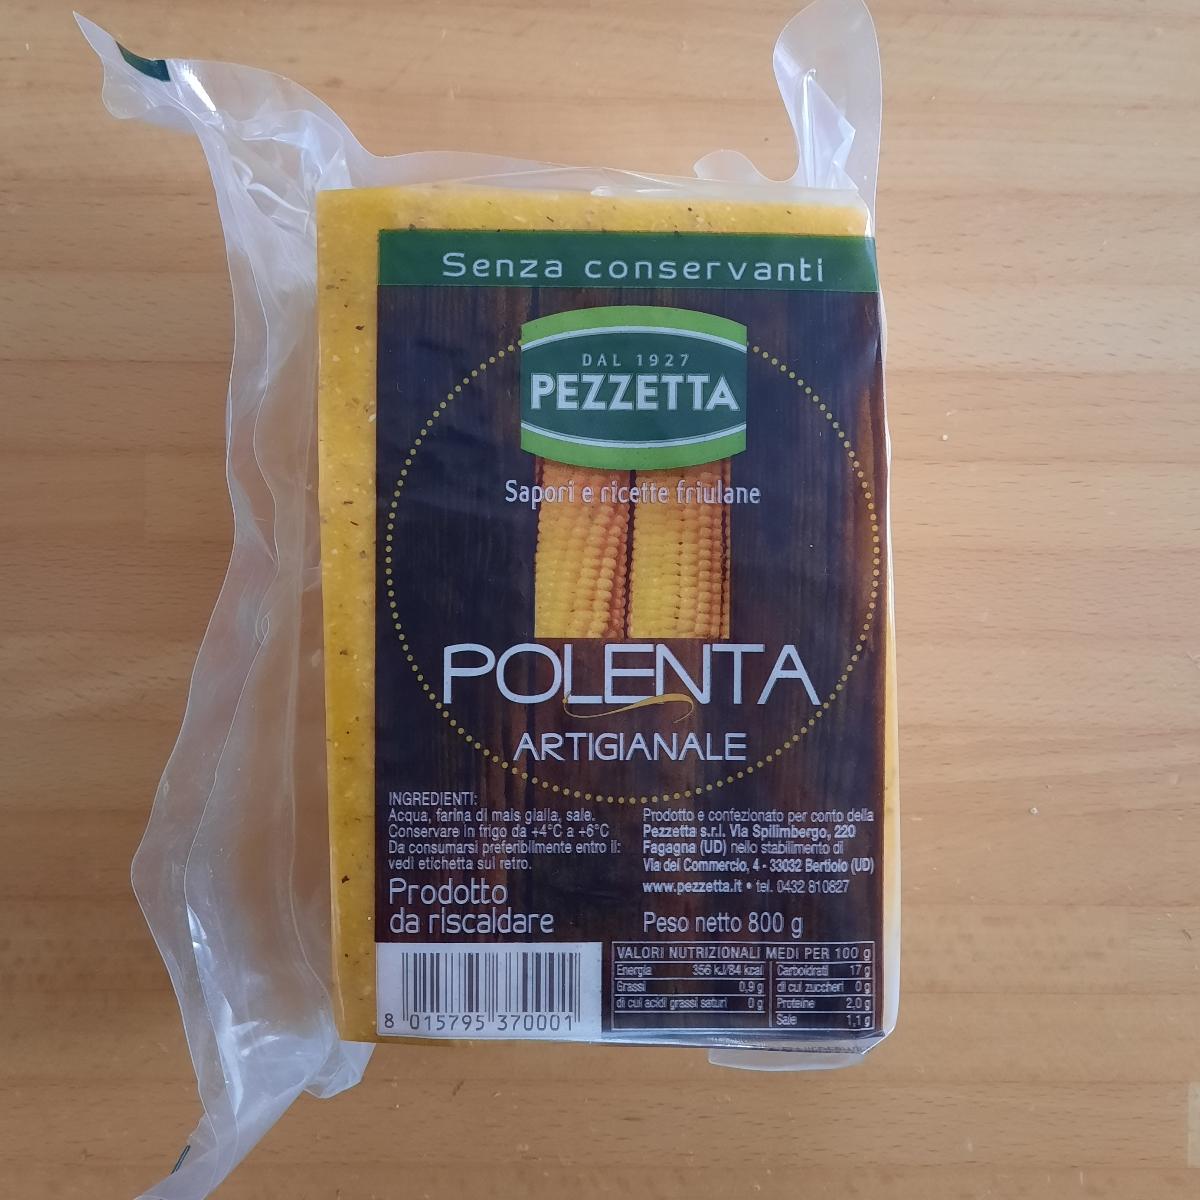 Senza conservanti
DAL 1927
PEZZETTA
Sapori e ricette friulane
POLENTA
ARTIGIANALE
INGREDIENTI:
Acqua, farina di mais gialla, sale.
Conservare in frigo da +4°C a +6°C
Da consumarsi preferibilmente entro il:
vedi etichetta sul retro.
Prodotto
da riscaldare
Prodotto e confezionato per conto della
Pezzetta s.r.l. Via Spilimbergo, 220
Fagagna (UD) nello stabilimento di
Via del Commercio, 4 - 33032 Bertiolo (UD)
www.pezzetta.it • tel. 0432 810827
Peso netto 800 g
VALORI NUTRIZIONALI MEDI PER 100 g
Energia 356 kJ/84 kcal
Grassi 0,9 g
di cui acidi grassi saturi 0 g
Carboidrati 17 g
di cui zuccheri 0 g
Proteine 2,0 g
Sale 1,1 g
8 015795 370001